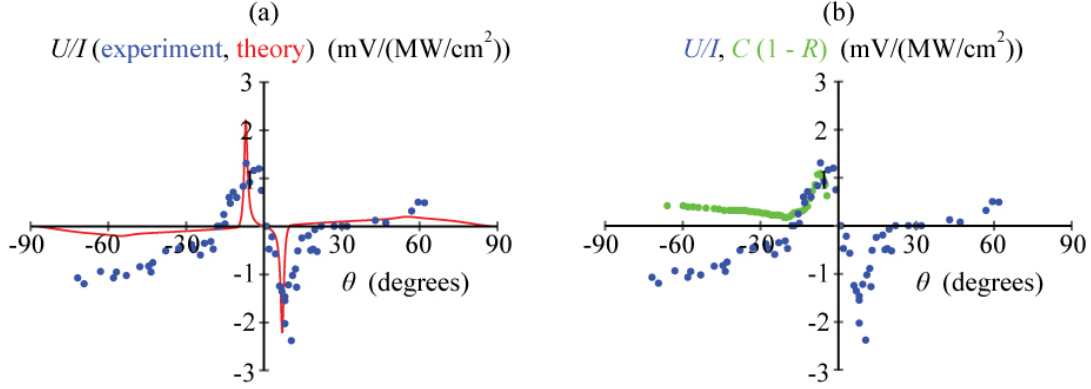 (a)
U/I (experiment, theory) (mV/(MW/cm²))
3
2
1
-90 -60 -30 30 60 90
-1
θ (degrees)
-2
-3
(b)
U/I, C (1 - R) (mV/(MW/cm²))
3
2
1
-90 -60 -30 30 60 90
-1
θ (degrees)
-2
-3